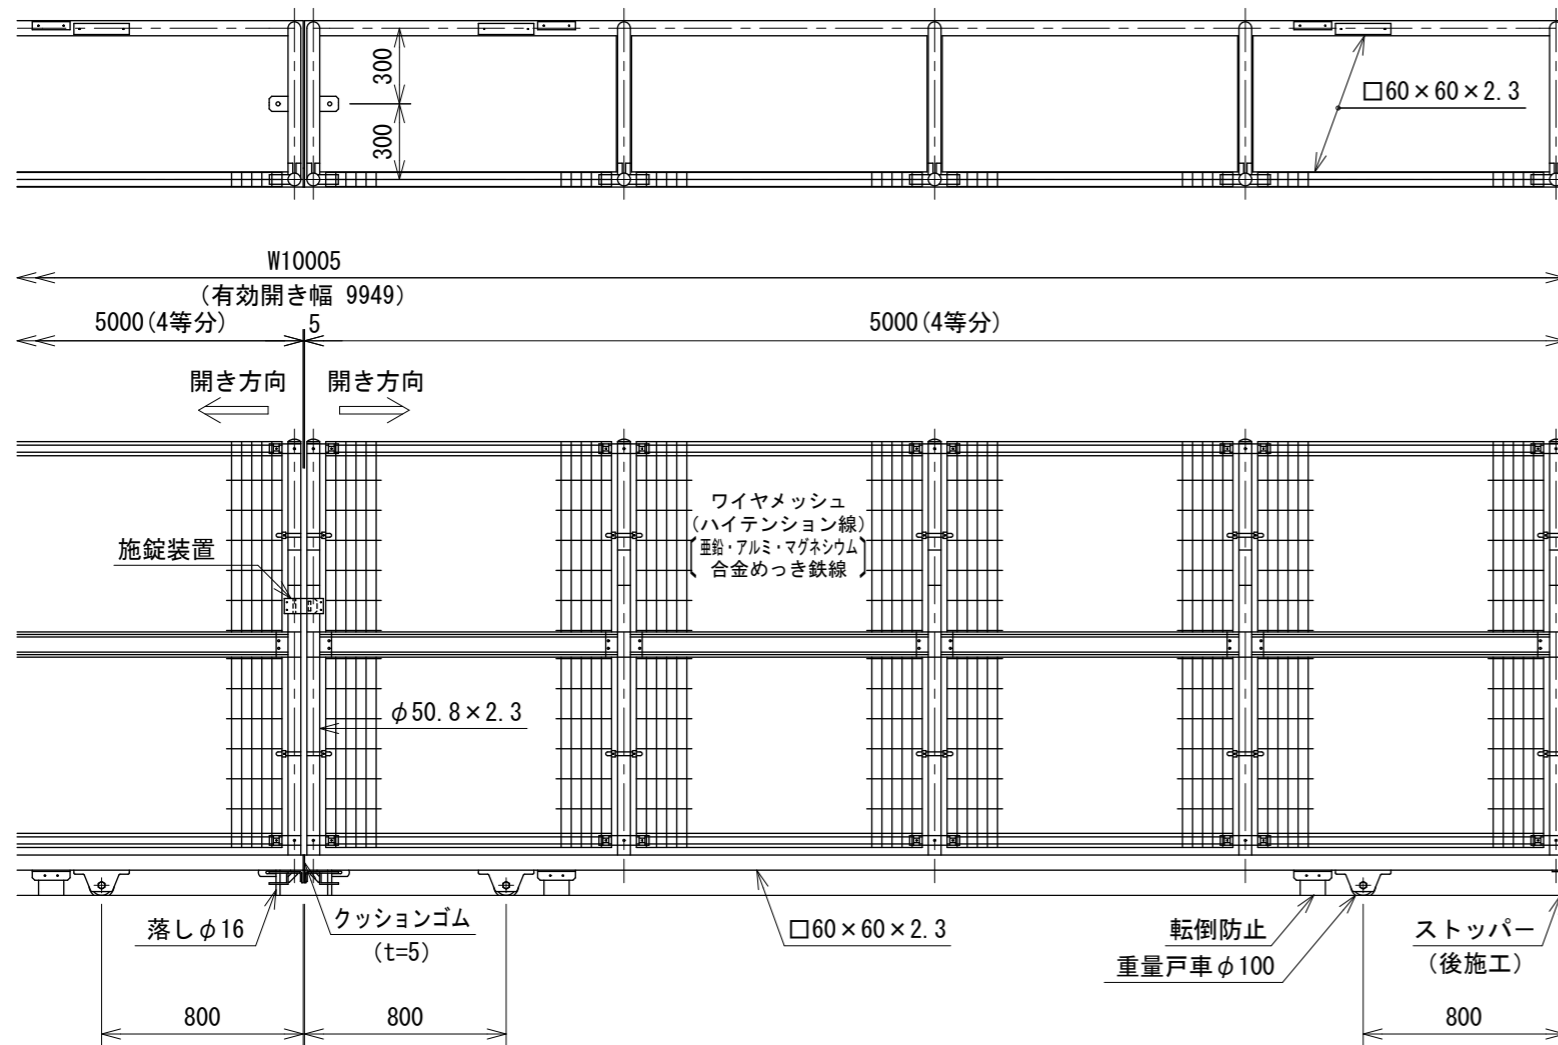 300
300
□60×60×2.3
W10005
(有効開き幅 9949)
5000(4等分)
5
5000(4等分)
開き方向
開き方向
ワイヤメッシュ
(ハイテンション線)
亜鉛・アルミ・マグネシウム
合金めっき鉄線
施錠装置
φ50.8×2.3
落しφ16
クッションゴム
(t=5)
□60×60×2.3
転倒防止
重量戸車φ100
ストッパー
(後施工)
800
800
800